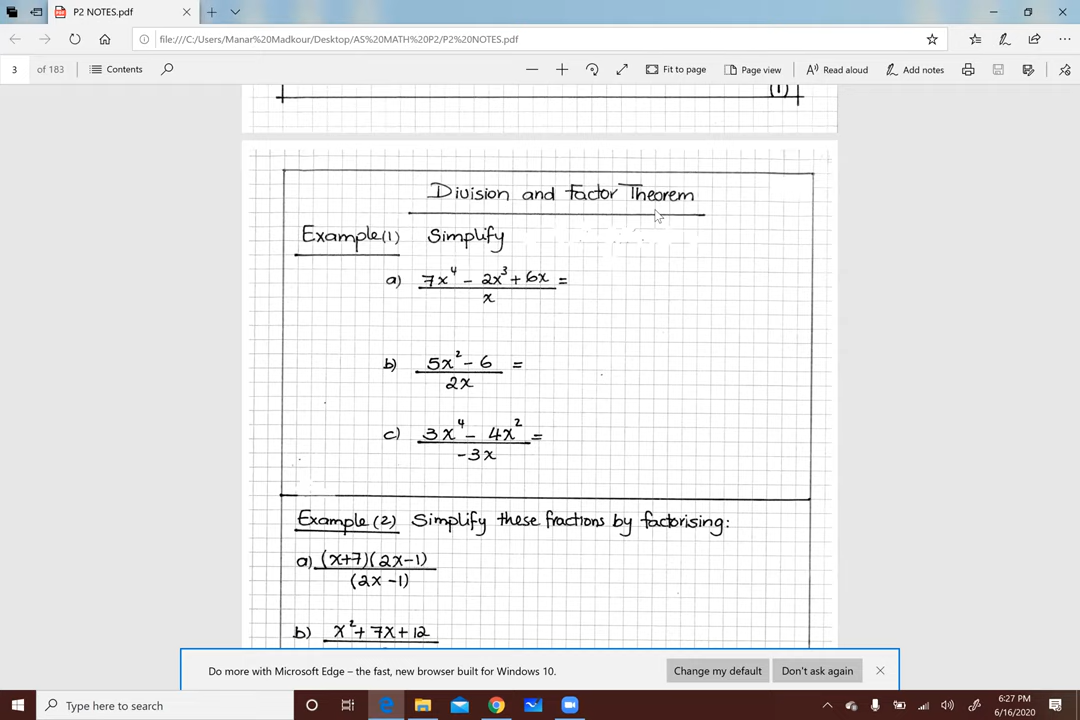 P2 NOTES.pdf
file:///C:/Users/Manar%20Madkour/Desktop/AS%20MATH%20P2/P2%20NOTES.pdf
3 of 183 Contents Fit to page Page view Read aloud Add notes
(1)
Division and Factor Theorem
Example(1) Simplify
a) (7x⁴ - 2x³ + 6x)/x =
b) (5x² - 6)/2x =
c) (3x⁴ - 4x²)/-3x =
Example (2) Simplify these fractions by factorising:
a) (x+7)(2x-1)/(2x-1)
b) x² + 7x + 12
Do more with Microsoft Edge – the fast, new browser built for Windows 10. Change my default Don't ask again
Type here to search
6:27 PM
6/16/2020